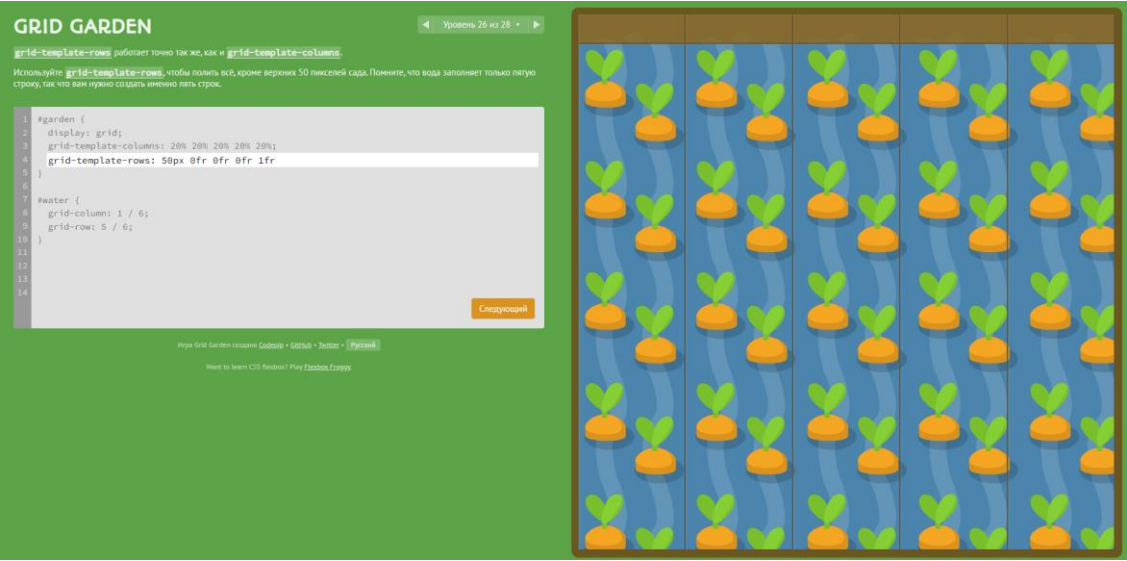 GRID GARDEN
Уровень 26 из 28
grid-template-rows работает точно так же, как и grid-template-columns.
Используйте grid-template-rows, чтобы полить всё, кроме верхних 50 пикселей сада. Помните, что вода заполняет только пятую
строку, так что вам нужно создать именно пять строк.
1 #garden {
2 display: grid;
3 grid-template-columns: 20% 20% 20% 20% 20%;
4 grid-template-rows: 50px 0fr 0fr 0fr 1fr
5 }
6
7 #water {
8 grid-column: 1 / 6;
9 grid-row: 5 / 6;
10 }
11
12
13
14
Следующий
Игра Grid Garden создана Codepip • GitHub • Twitter • Русский
Want to learn CSS flexbox? Play Flexbox Froggy.